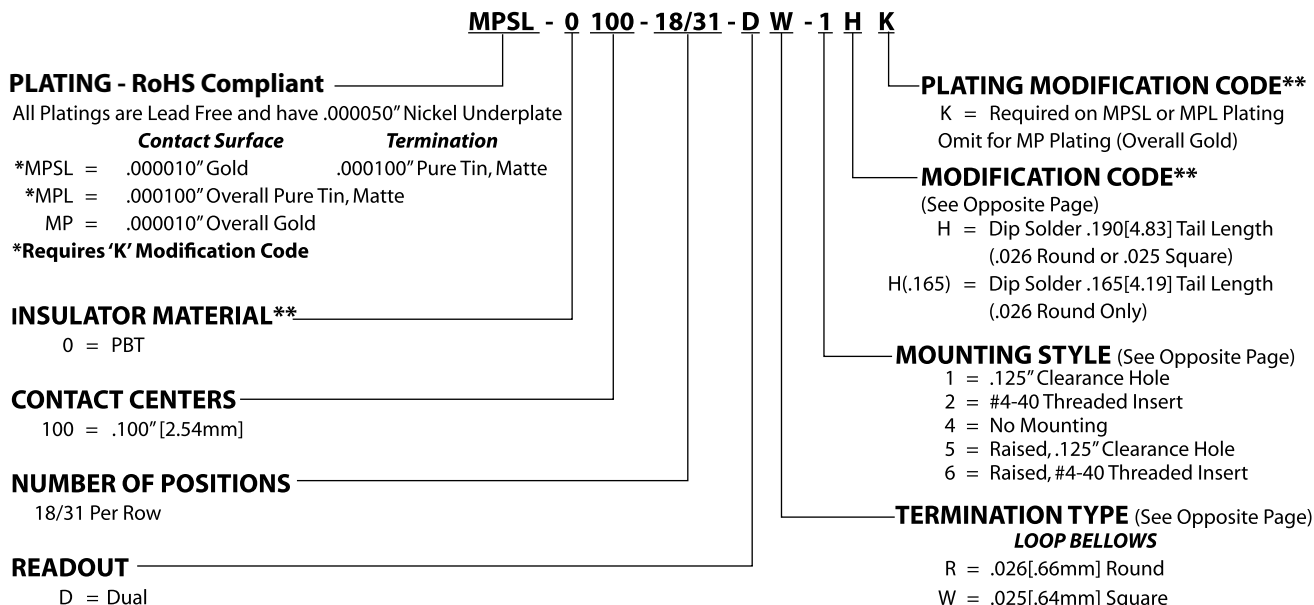 MPSL - 0 100 - 18/31 - D W - 1 H K
PLATING - RoHS Compliant
All Platings are Lead Free and have .000050” Nickel Underplate
Contact Surface Termination
*MPSL = .000010” Gold .000100” Pure Tin, Matte
*MPL = .000100” Overall Pure Tin, Matte
MP = .000010” Overall Gold
*Requires ‘K’ Modification Code
INSULATOR MATERIAL**
0 = PBT
CONTACT CENTERS
100 = .100” [2.54mm]
NUMBER OF POSITIONS
18/31 Per Row
READOUT
D = Dual
PLATING MODIFICATION CODE**
K = Required on MPSL or MPL Plating
Omit for MP Plating (Overall Gold)
MODIFICATION CODE**
(See Opposite Page)
H = Dip Solder .190[4.83] Tail Length
(.026 Round or .025 Square)
H(.165) = Dip Solder .165[4.19] Tail Length
(.026 Round Only)
MOUNTING STYLE (See Opposite Page)
1 = .125” Clearance Hole
2 = #4-40 Threaded Insert
4 = No Mounting
5 = Raised, .125” Clearance Hole
6 = Raised, #4-40 Threaded Insert
TERMINATION TYPE (See Opposite Page)
LOOP BELLOWS
R = .026[.66mm] Round
W = .025[.64mm] Square